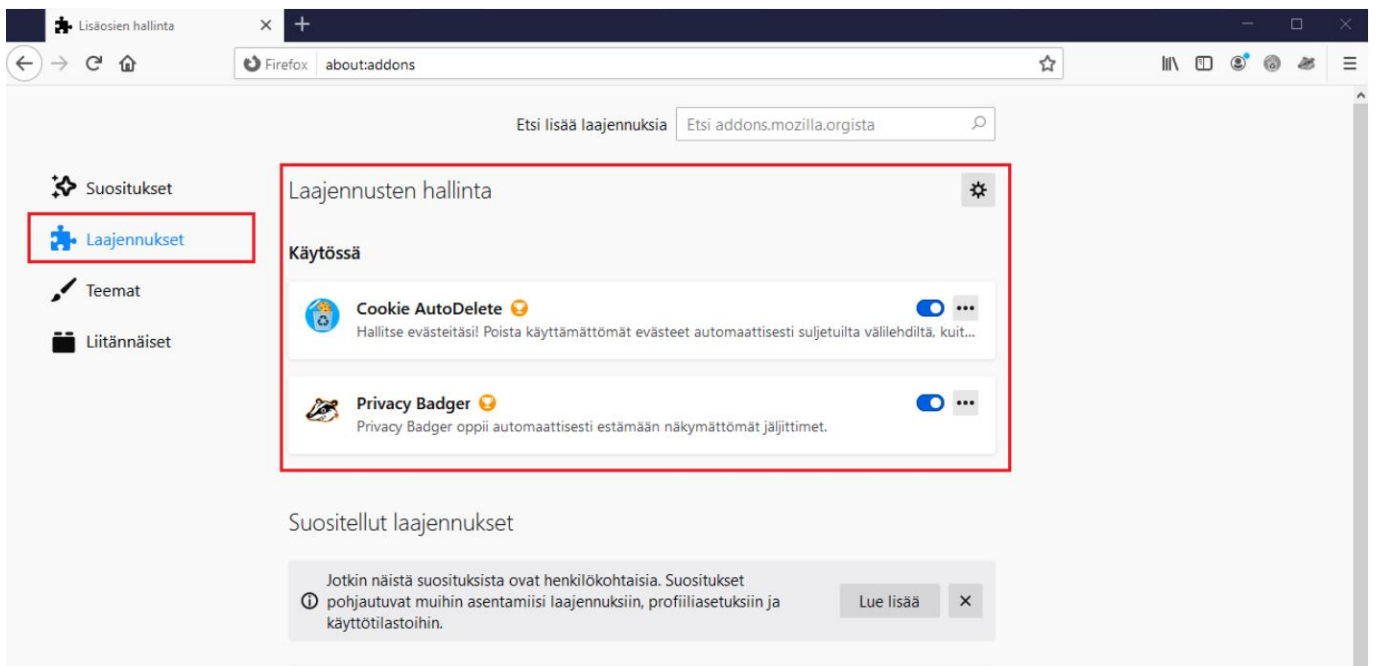 Lisäosien hallinta
Firefox about:addons
Etsi lisää laajennuksia Etsi addons.mozilla.orgista
Suositukset
Laajennukset
Teemat
Liitännäiset
Laajennusten hallinta
Käytössä
Cookie AutoDelete
Hallitse evästeitäsi! Poista käyttämättömät evästeet automaattisesti suljetuilta välilehdiltä, kuit...
Privacy Badger
Privacy Badger oppii automaattisesti estämään näkymättömät jäljittimet.
Suositellut laajennukset
Jotkin näistä suosituksista ovat henkilökohtaisia. Suositukset
pohjautuvat muihin asentamiisi laajennuksiin, profiiliasetuksiin ja
käyttötilastoihin.
Lue lisää